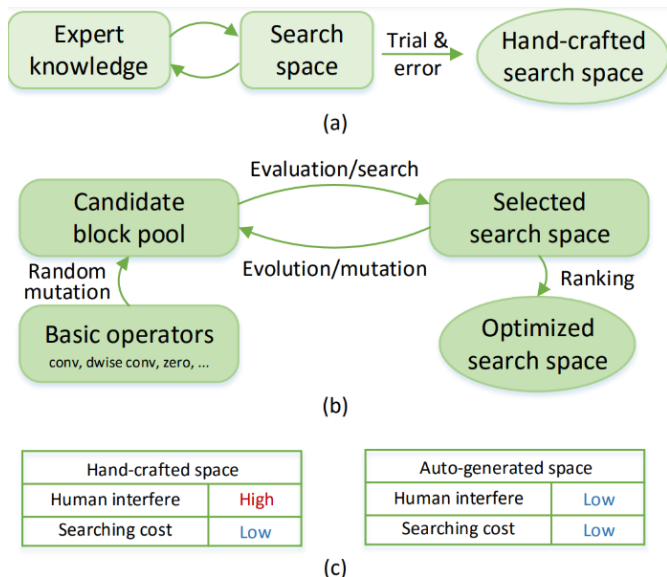 Expert
knowledge
Search
space
Trial &
error
Hand-crafted
search space
(a)
Evaluation/search
Candidate
block pool
Selected
search space
Evolution/mutation
Random
mutation
Ranking
Basic operators
conv, dwise conv, zero, ...
Optimized
search space
(b)
Hand-crafted space
Human interfere High
Searching cost Low
Auto-generated space
Human interfere Low
Searching cost Low
(c)